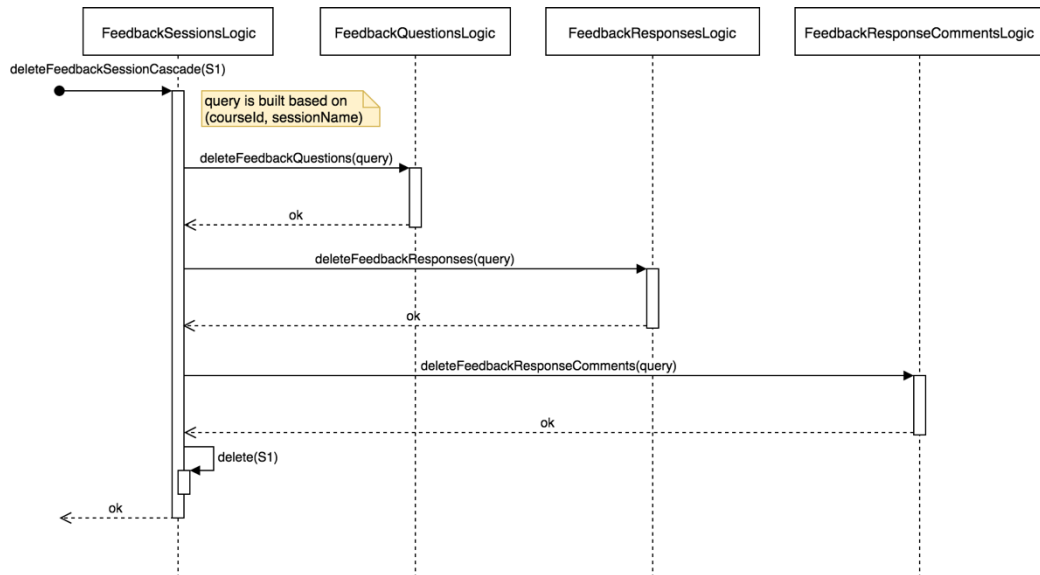 FeedbackSessionsLogic
FeedbackQuestionsLogic
FeedbackResponsesLogic
FeedbackResponseCommentsLogic
deleteFeedbackSessionCascade(S1)
query is built based on
(courseId, sessionName)
deleteFeedbackQuestions(query)
ok
deleteFeedbackResponses(query)
ok
deleteFeedbackResponseComments(query)
ok
delete(S1)
ok